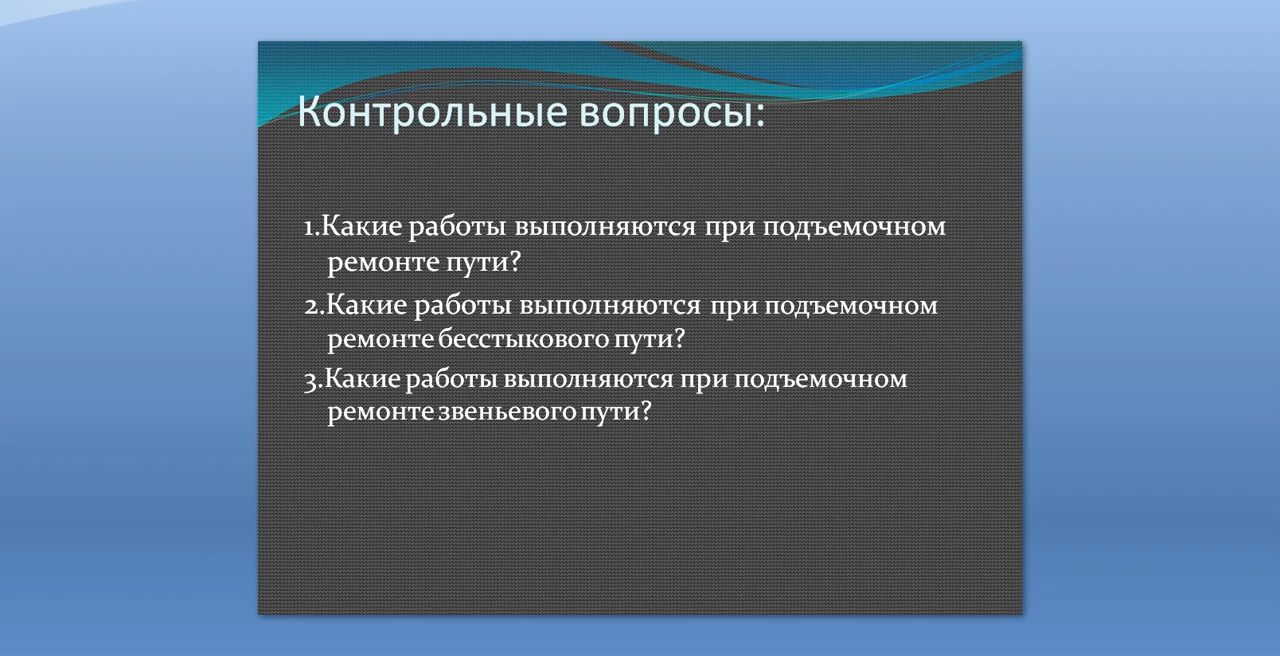 Контрольные вопросы:
1.Какие работы выполняются при подъемочном
ремонте пути?
2.Какие работы выполняются при подъемочном
ремонте бесстыкового пути?
3.Какие работы выполняются при подъемочном
ремонте звеньевого пути?